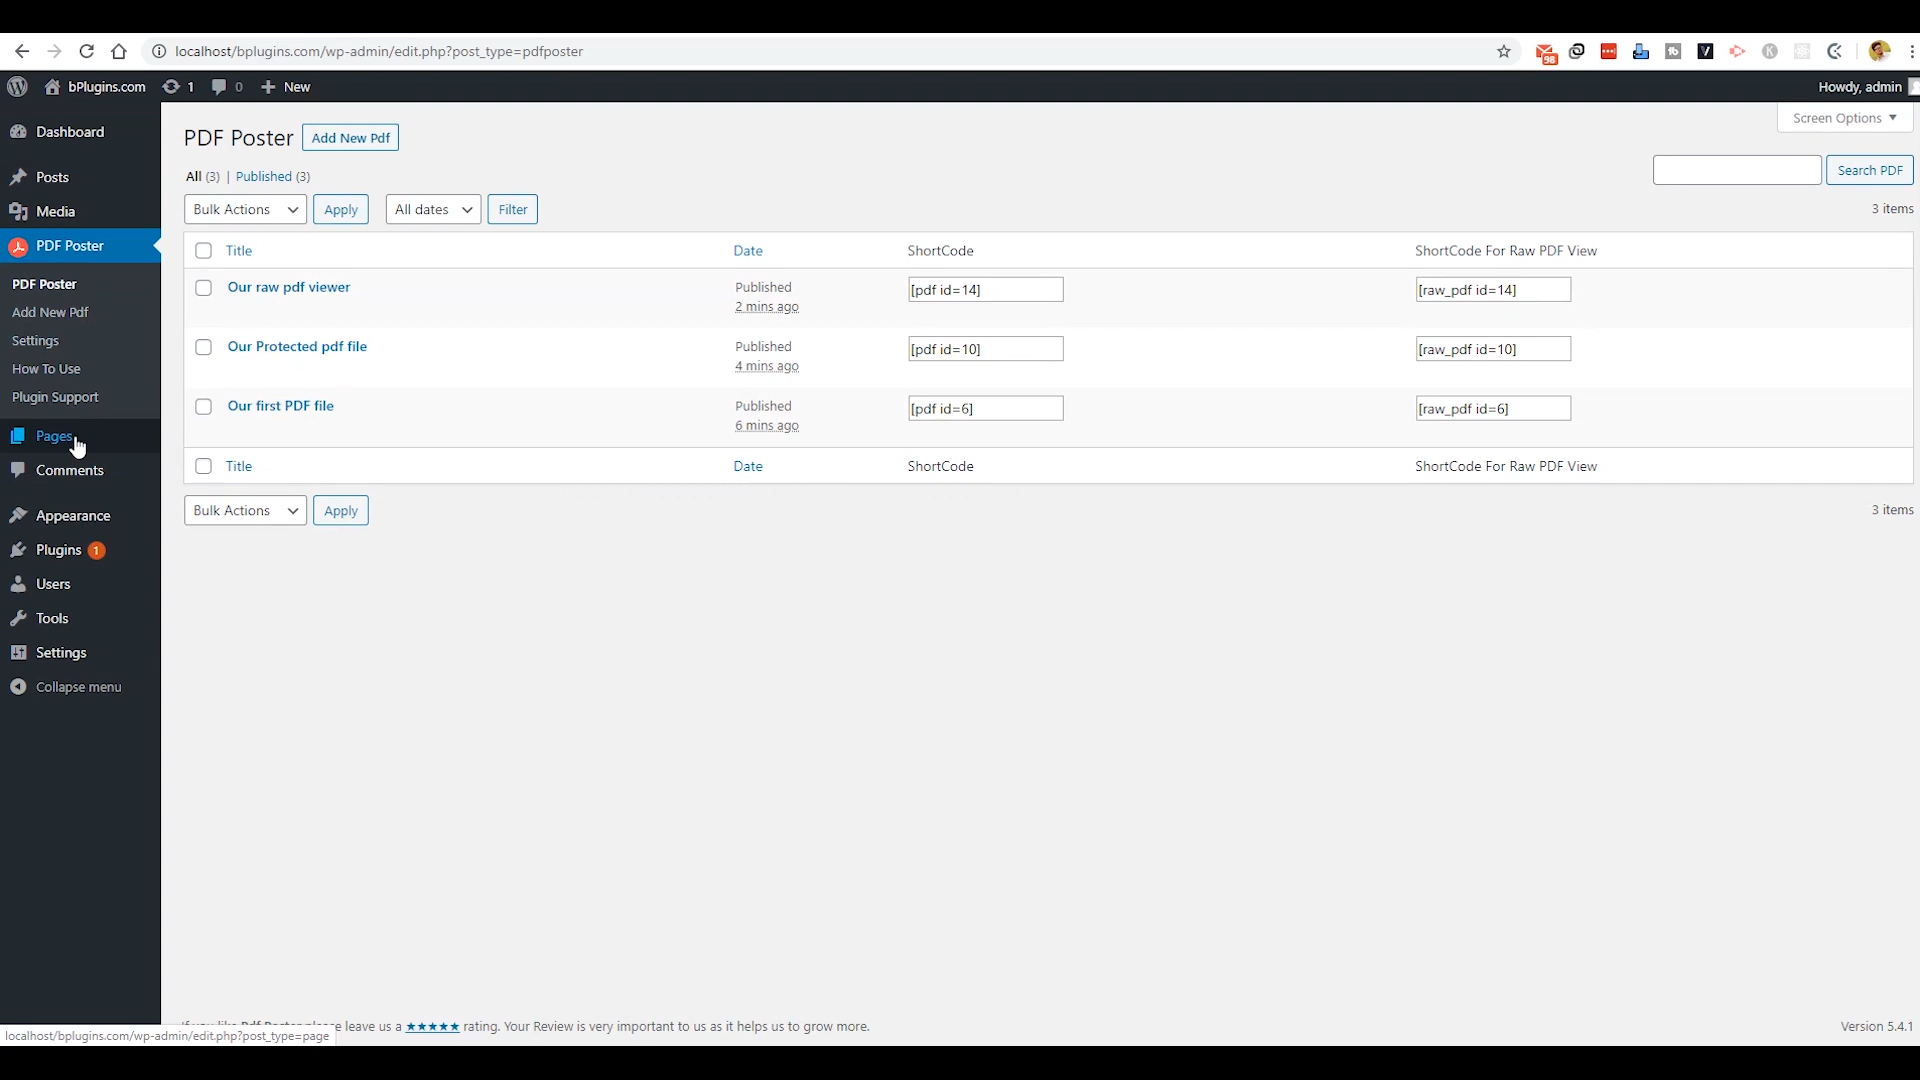 localhost/bplugins.com/wp-admin/edit.php?post_type=pdfposter
98
bPlugins.com 1 0 New
Howdy, admin
Dashboard
Posts
Media
PDF Poster
PDF Poster
Add New Pdf
Settings
How To Use
Plugin Support
Pages
Comments
Appearance
Plugins 1
Users
Tools
Settings
Collapse menu
PDF Poster Add New Pdf
Screen Options
All (3) | Published (3)
Search PDF
Bulk Actions Apply All dates Filter
3 items
Title Date ShortCode ShortCode For Raw PDF View
Our raw pdf viewer Published [pdf id=14] [raw_pdf id=14]
2 mins ago
Our Protected pdf file Published [pdf id=10] [raw_pdf id=10]
4 mins ago
Our first PDF file Published [pdf id=6] [raw_pdf id=6]
6 mins ago
Title Date ShortCode ShortCode For Raw PDF View
Bulk Actions Apply
3 items
leave us a ★★★★★ rating. Your Review is very important to us as it helps us to grow more.
Version 5.4.1
localhost/bplugins.com/wp-admin/edit.php?post_type=page